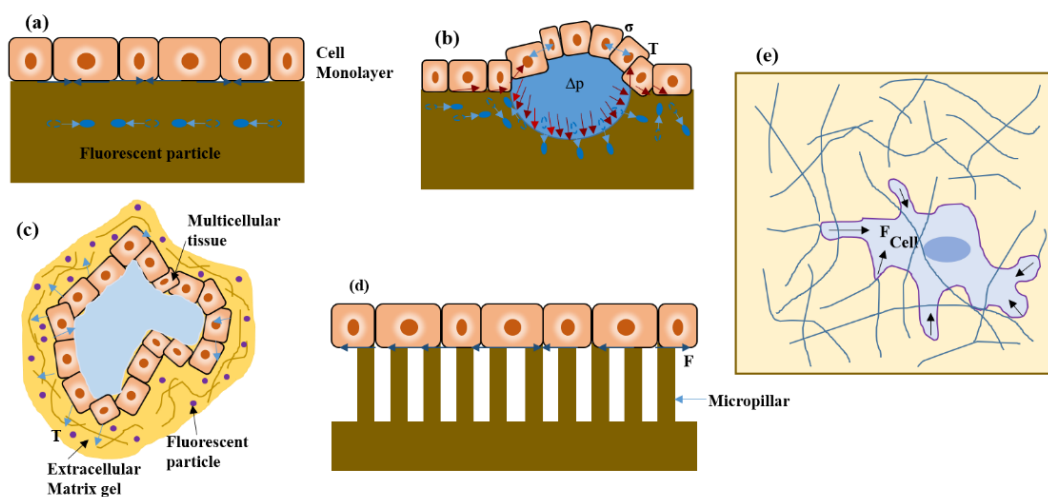 (a)
Cell
Monolayer
Fluorescent particle
(b)
σ
T
Δp
(c)
Multicellular
tissue
T
Fluorescent
particle
Extracellular
Matrix gel
(d)
F
Micropillar
(e)
F
Cell